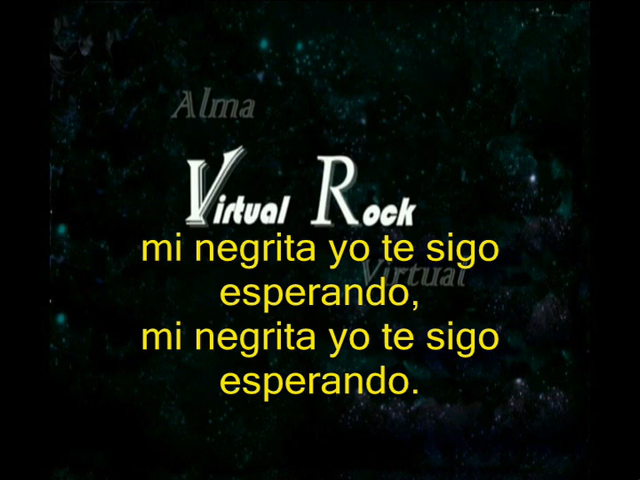 Alma
Virtual Rock
mi negrita yo te sigo
Virtual
esperando,
mi negrita yo te sigo
esperando.